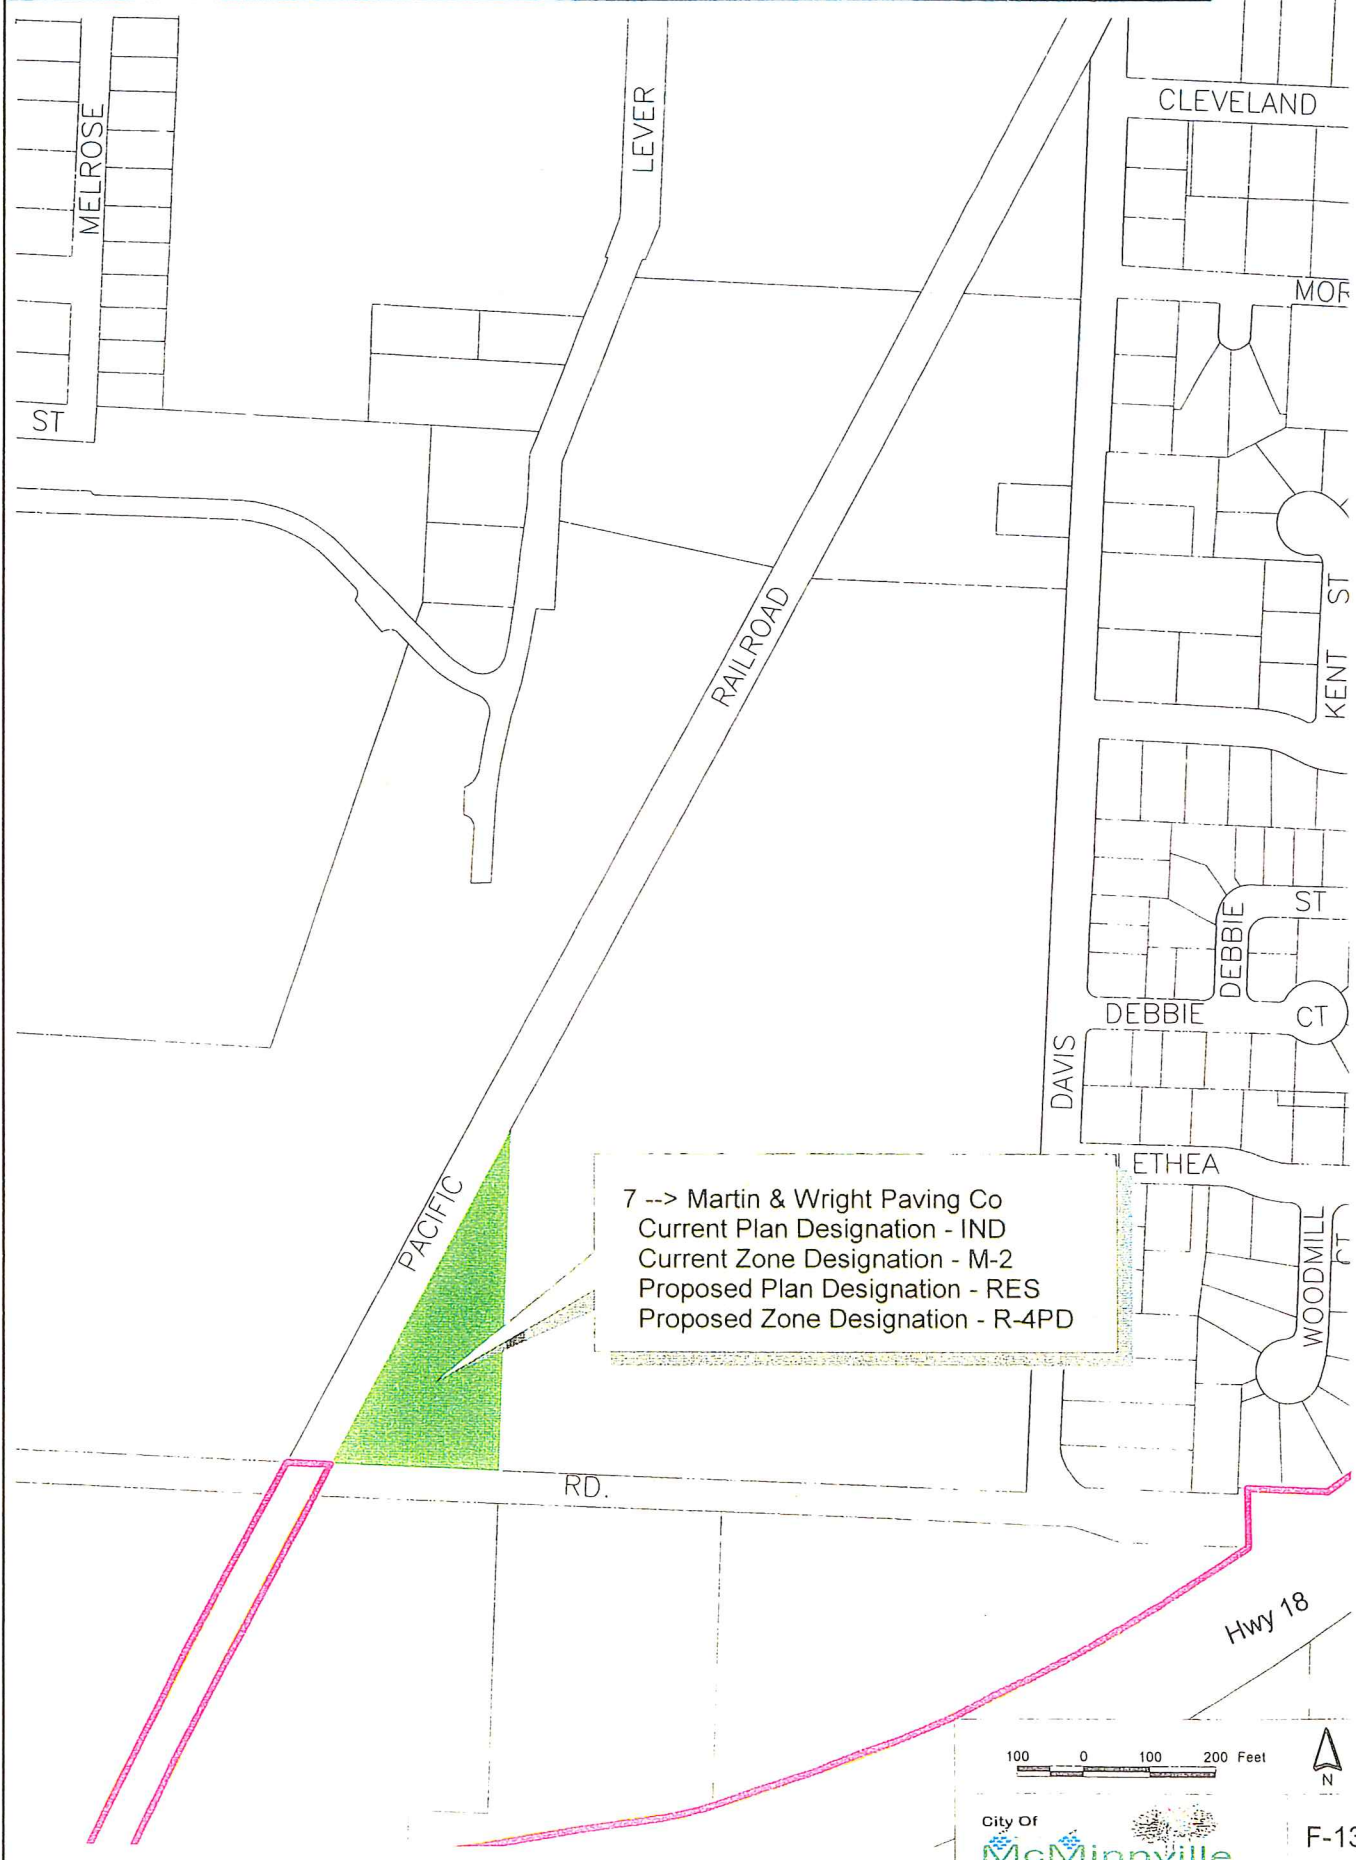 CLEVELAND
LEVER
MELROSE
ST
KENT ST
RAILROAD
ST
DEBBIE
DEBBIE CT
DAVIS
ETHEA
PACIFIC
7 --> Martin & Wright Paving Co
Current Plan Designation - IND
Current Zone Designation - M-2
Proposed Plan Designation - RES
Proposed Zone Designation - R-4PD
WOODMILL
CT
RD.
Hwy 18
100 0 100 200 Feet
N
City Of
McMinnville